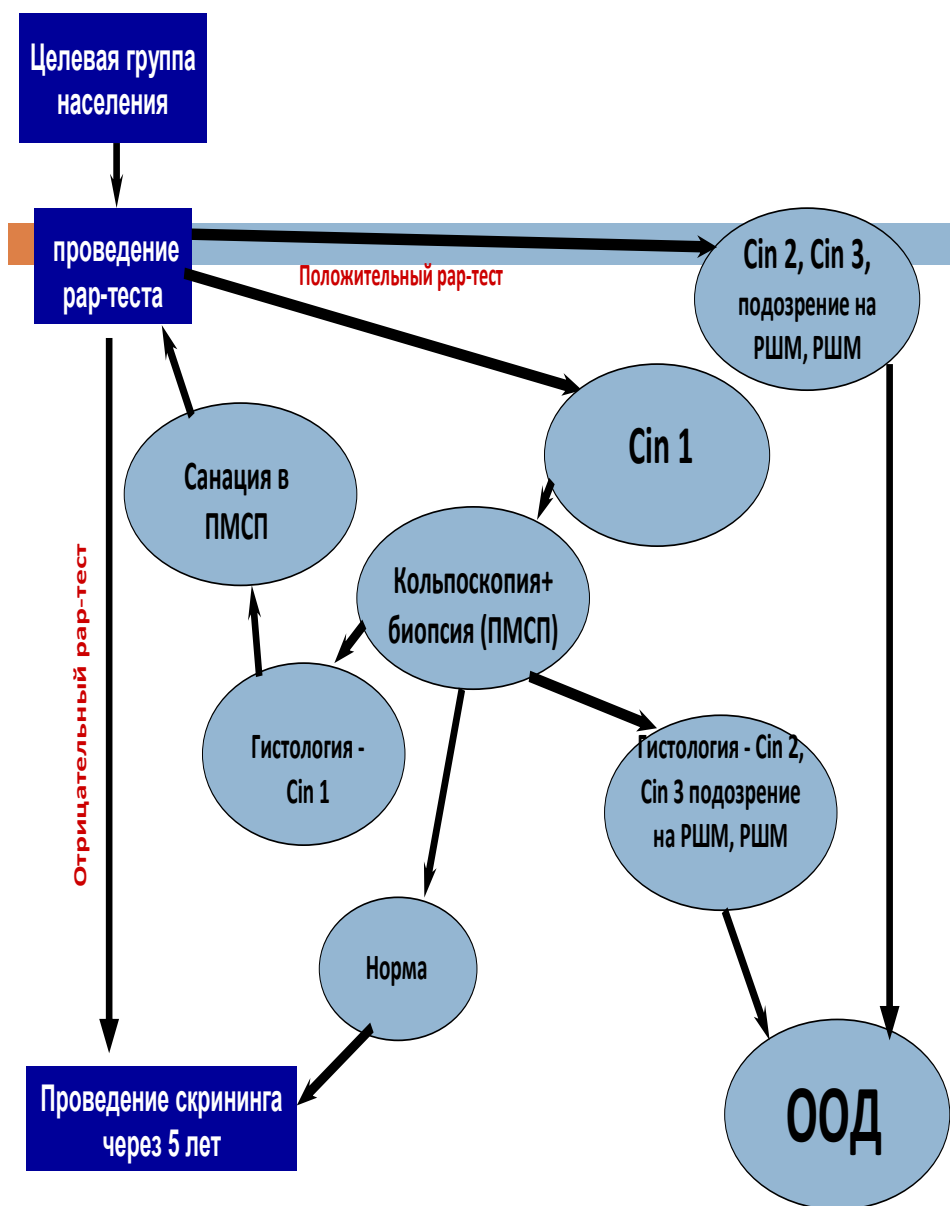 Целевая группа
населения
проведение
рар-теста
Положительный рар-тест
Cin 2, Cin 3,
подозрение на
РШМ, РШМ
Cin 1
Санация в
ПМСП
Кольпоскопия+
биопсия (ПМСП)
Отрицательный рар-тест
Гистология -
Cin 1
Гистология - Cin 2,
Cin 3 подозрение
на РШМ, РШМ
Норма
Проведение скрининга
через 5 лет
ООД